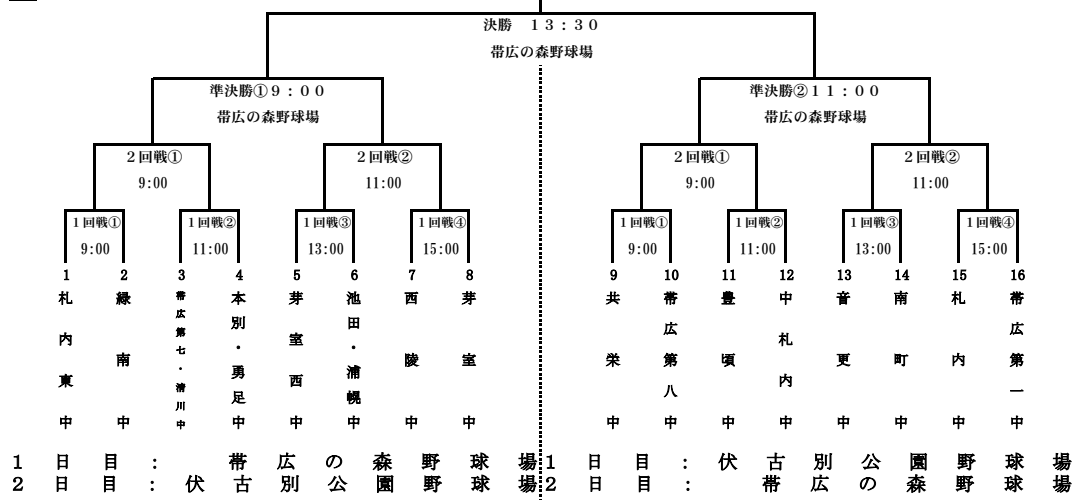 決勝　１３：３０
帯広の森野球場
準決勝①９：００
帯広の森野球場
準決勝②１１：００
帯広の森野球場
２回戦①
9:00
２回戦②
11:00
２回戦①
9:00
２回戦②
11:00
１回戦①
9:00
１回戦②
11:00
１回戦③
13:00
１回戦④
15:00
１回戦①
9:00
１回戦②
11:00
１回戦③
13:00
１回戦④
15:00
1
札内東中
2
緑南中
3
帯広第七・清川中
4
本別・勇足中
5
芽室西中
6
池田・浦幌中
7
西陵中
8
芽室中
9
共栄中
10
帯広第八中
11
豊頃中
12
中札内中
13
音更中
14
南町中
15
札内中
16
帯広第一中
1日目：　帯広の森野球場
2日目：伏古別公園野球場
1日目：伏古別公園野球場
2日目：　帯広の森野球場